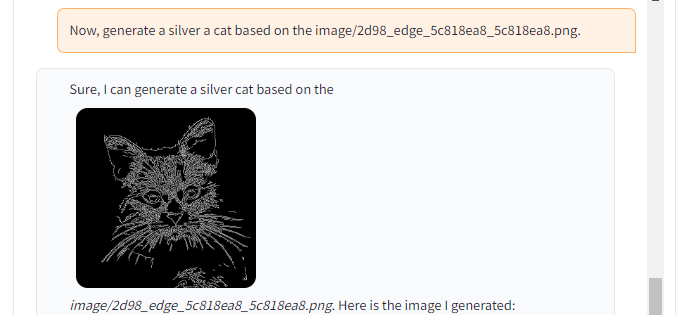 Now, generate a silver a cat based on the image/2d98_edge_5c818ea8_5c818ea8.png.
Sure, I can generate a silver cat based on the
image/2d98_edge_5c818ea8_5c818ea8.png. Here is the image I generated: